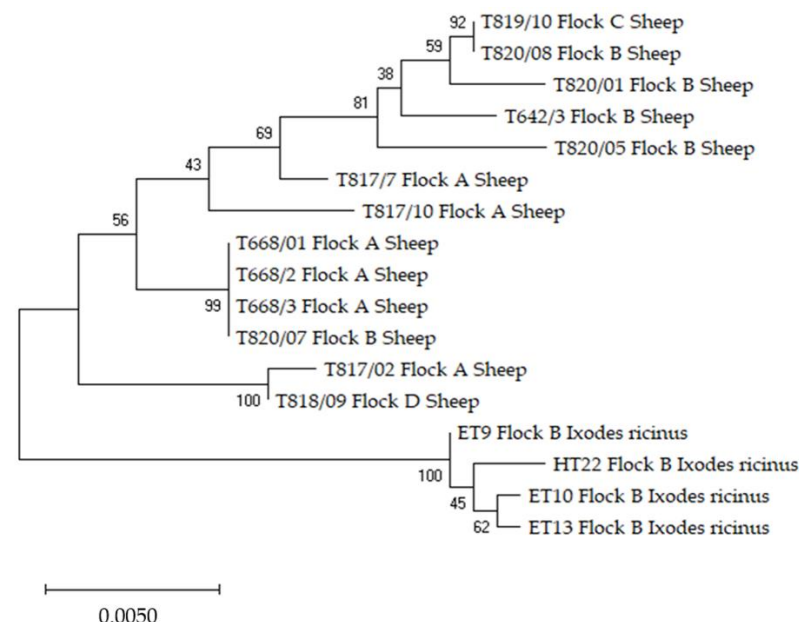 92
T819/10 Flock C Sheep
59
T820/08 Flock B Sheep
38
T820/01 Flock B Sheep
81
T642/3 Flock B Sheep
69
T820/05 Flock B Sheep
43
T817/7 Flock A Sheep
T817/10 Flock A Sheep
56
T668/01 Flock A Sheep
T668/2 Flock A Sheep
99
T668/3 Flock A Sheep
T820/07 Flock B Sheep
T817/02 Flock A Sheep
100
T818/09 Flock D Sheep
ET9 Flock B Ixodes ricinus
100
HT22 Flock B Ixodes ricinus
45
ET10 Flock B Ixodes ricinus
62
ET13 Flock B Ixodes ricinus
0.0050